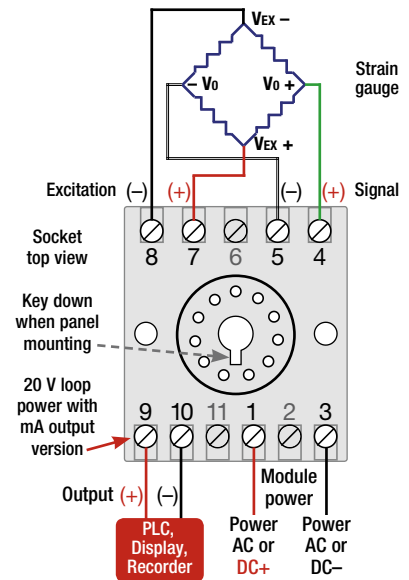 VEX –
– V0
V0 +
VEX +
Strain
gauge
Excitation (–) (+) (–) (+) Signal
Socket
top view
8 7 6 5 4
Key down
when panel
mounting
20 V loop
power with
mA output
version
9 10 11 1 2 3
Output (+) (–)
Module
power
PLC,
Display,
Recorder
Power
AC or
DC+
Power
AC or
DC–